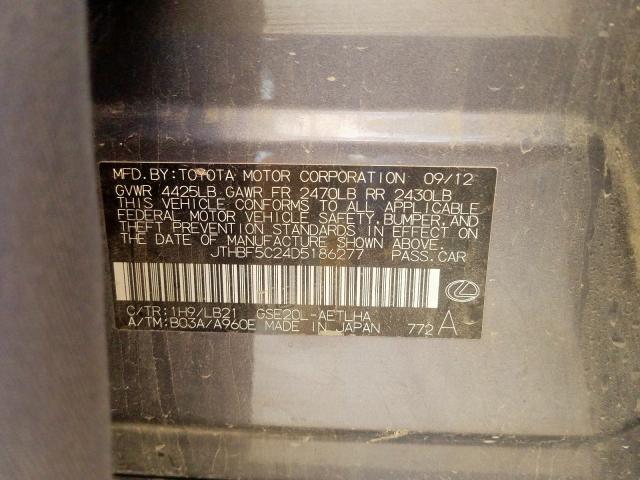 MFD.BY:TOYOTA MOTOR CORPORATION 09/12
GVWR 4425LB GAWR FR 2470LB RR 2430LB
THIS VEHICLE CONFORMS TO ALL APPLICABLE
FEDERAL MOTOR VEHICLE SAFETY, BUMPER, AND
THEFT PREVENTION STANDARDS IN EFFECT ON
THE DATE OF MANUFACTURE SHOWN ABOVE.
JTHBF5C24D5186277 PASS.CAR
C/TR:1H9/LB21 GSE20L-AETLHA
A/TM:B03A/A960E MADE IN JAPAN 772 A